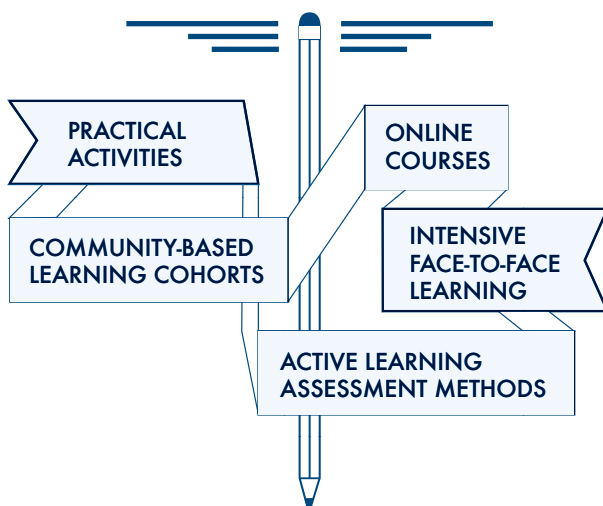 PRACTICAL
ACTIVITIES
ONLINE
COURSES
COMMUNITY-BASED
LEARNING COHORTS
INTENSIVE
FACE-TO-FACE
LEARNING
ACTIVE LEARNING
ASSESSMENT METHODS